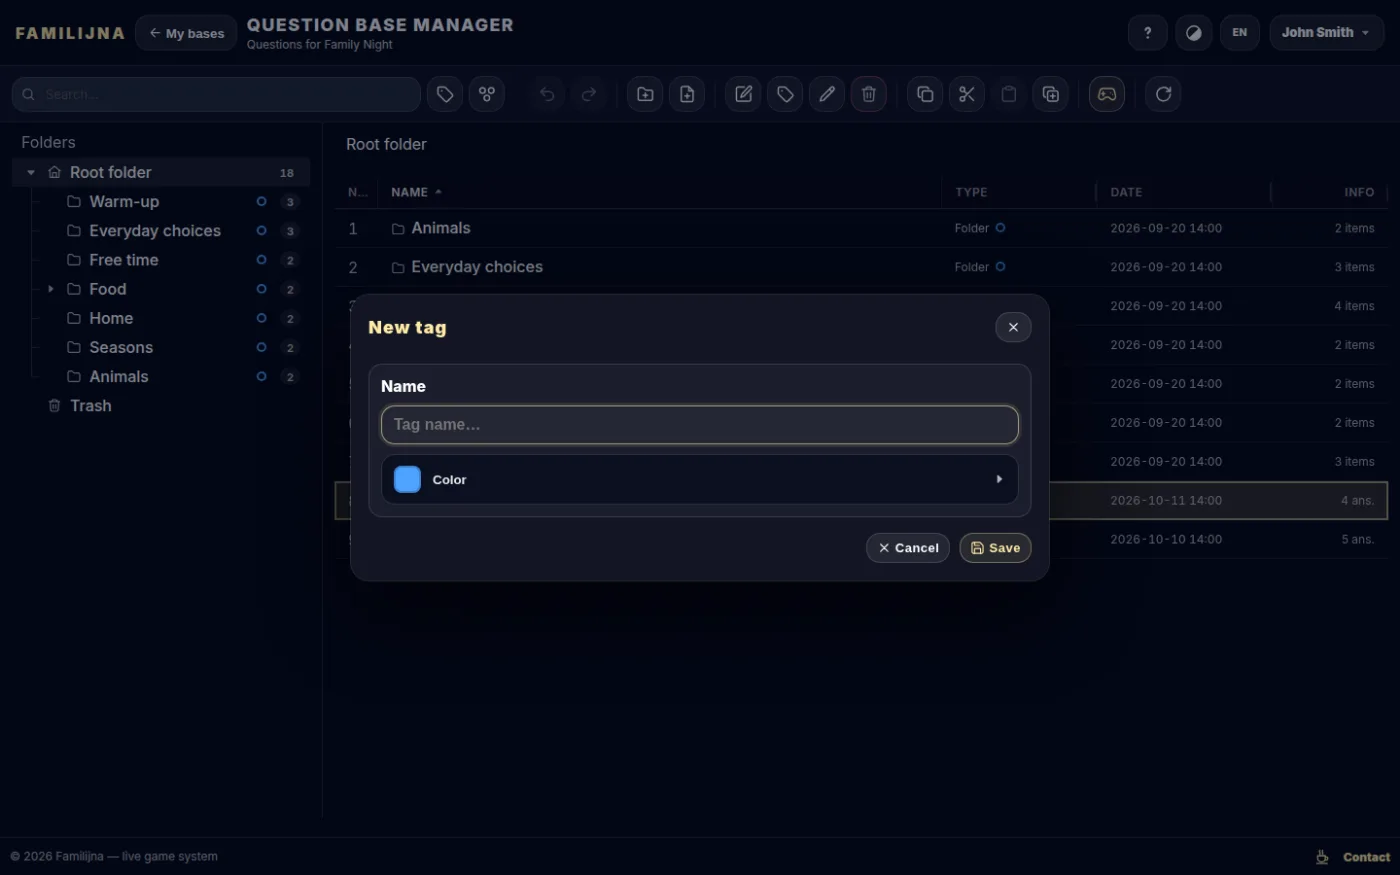 FAMILIJNA
← My bases
QUESTION BASE MANAGER
Questions for Family Night
?
EN
John Smith
Search...
Folders
Root folder 18
Warm-up 3
Everyday choices 3
Free time 2
Food 2
Home 2
Seasons 2
Animals 2
Trash
Root folder
N... NAME TYPE DATE INFO
1 Animals Folder 2026-09-20 14:00 2 items
2 Everyday choices Folder 2026-09-20 14:00 3 items
2026-09-20 14:00 4 items
2026-09-20 14:00 2 items
2026-09-20 14:00 2 items
2026-09-20 14:00 2 items
2026-09-20 14:00 3 items
2026-10-11 14:00 4 ans.
2026-10-10 14:00 5 ans.
New tag
Name
Tag name...
Color
Cancel
Save
© 2026 Familijna — live game system
Contact